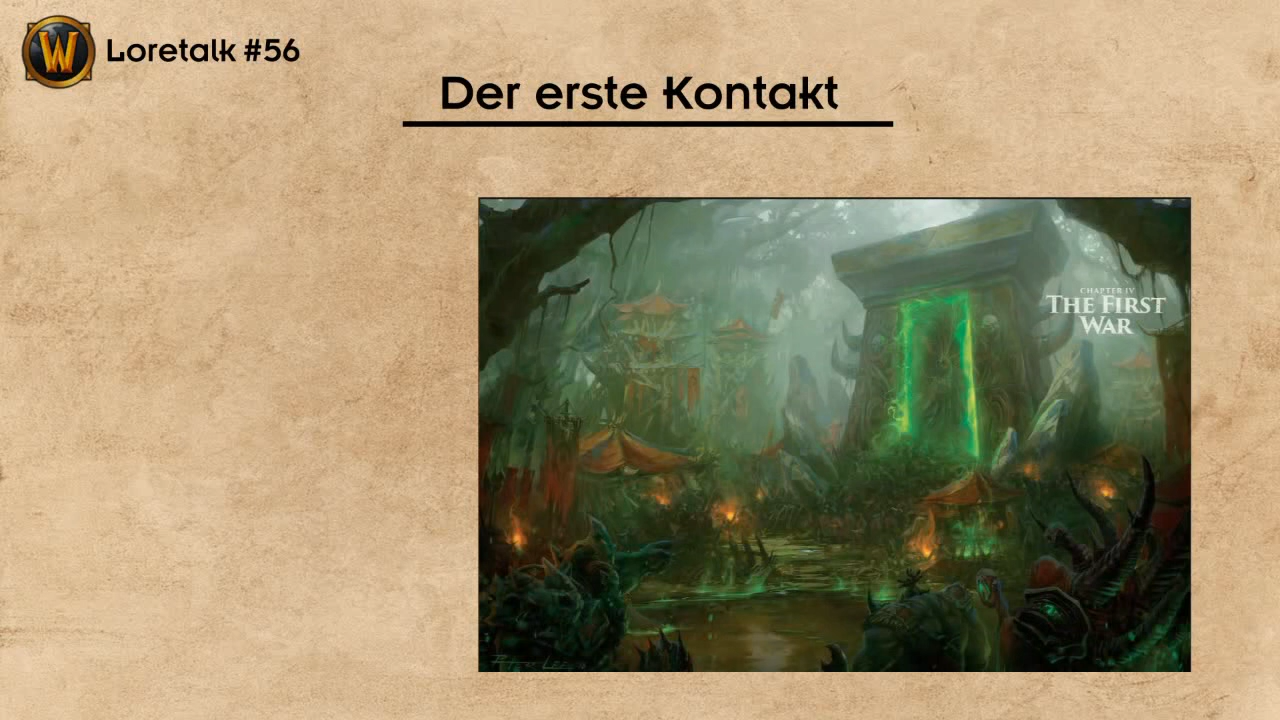 Loretalk #56
Der erste Kontakt
CHAPTER IV
THE FIRST
WAR